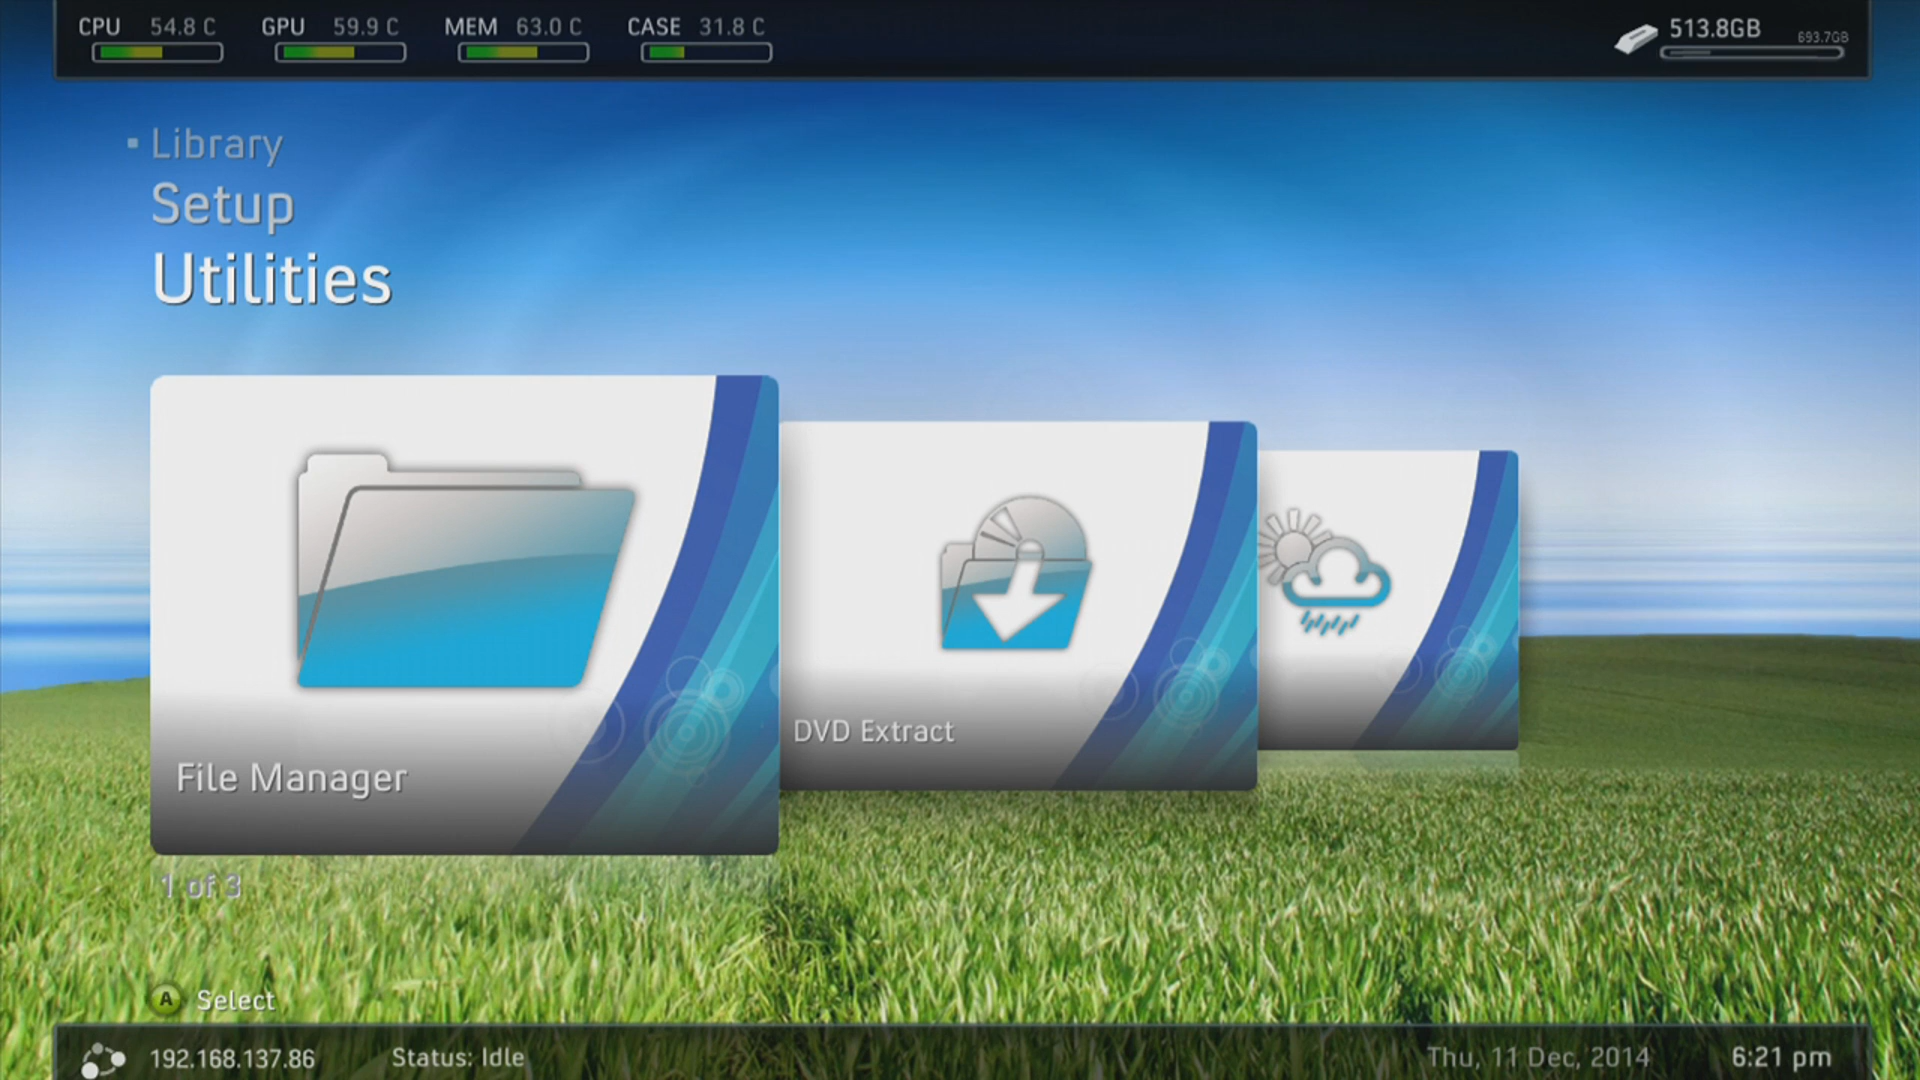 CPU 54.8 C GPU 59.9 C MEM 63.0 C CASE 31.8 C 513.8GB 693.7GB
Library
Setup
Utilities
DVD Extract
File Manager
1 of 3
A Select
192.168.137.86 Status: Idle Thu, 11 Dec, 2014 6:21 pm